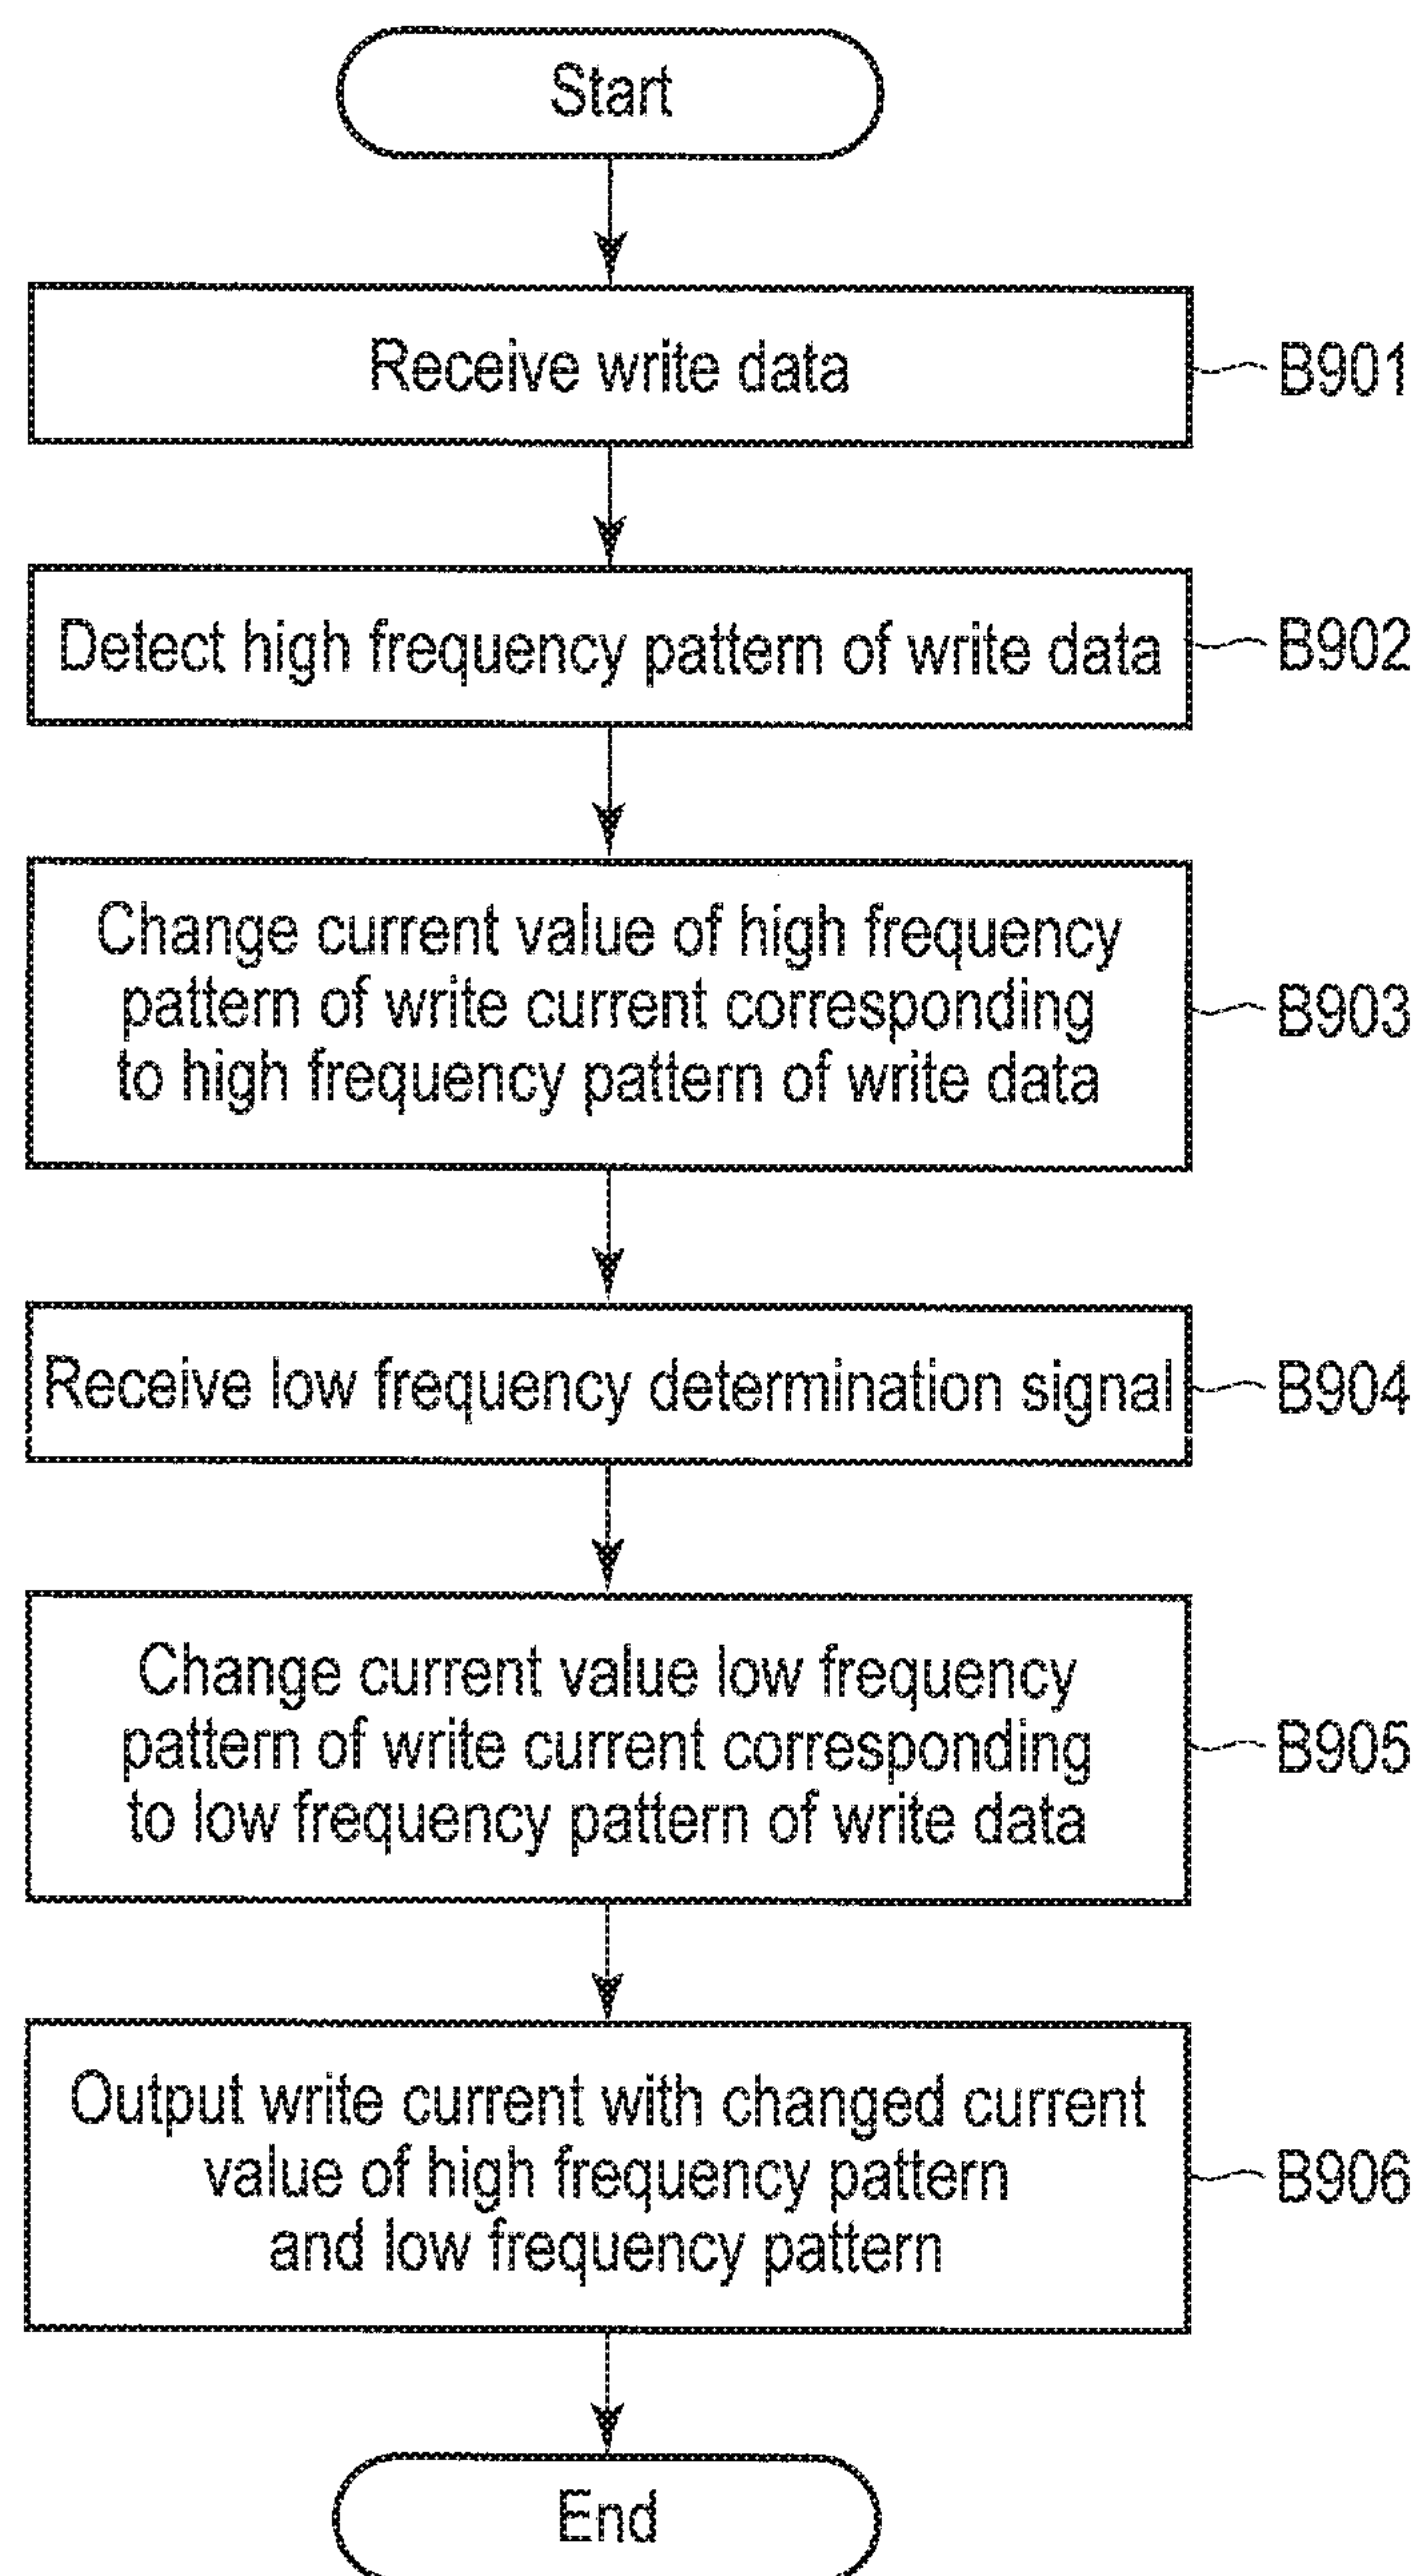 Start
Receive write data
B901
Detect high frequency pattern of write data
B902
Change current value of high frequency
pattern of write current corresponding
to high frequency pattern of write data
B903
Receive low frequency determination signal
B904
Change current value low frequency
pattern of write current corresponding
to low frequency pattern of write data
B905
Output write current with changed current
value of high frequency pattern
and low frequency pattern
B906
End